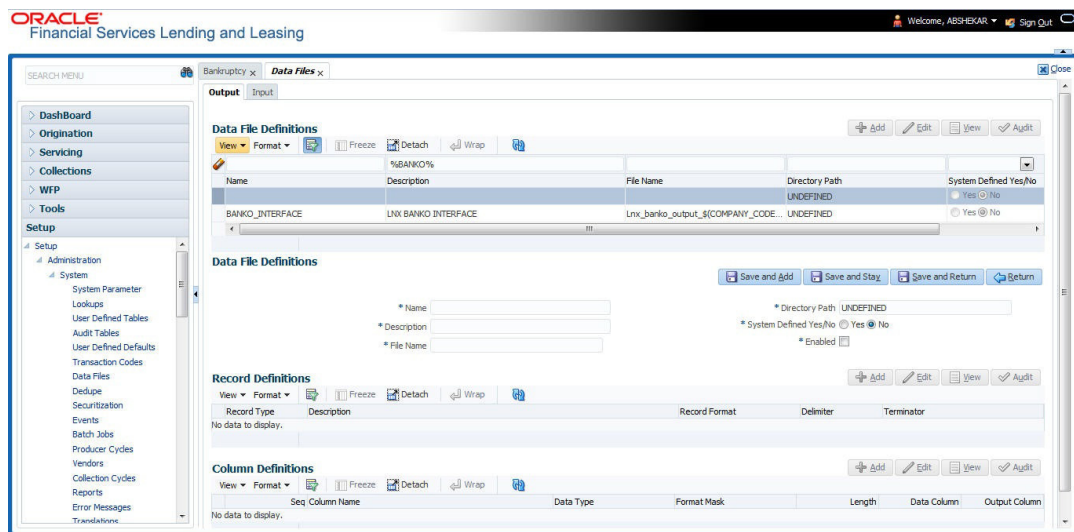 ORACLE
Financial Services Lending and Leasing
Welcome, ABSHEKAR
Sign Out
SEARCH MENU
Bankruptcy x Data Files x
Close
Output Input
DashBoard
Origination
Servicing
Collections
WFP
Tools
Setup
Setup
Administration
System
System Parameter
Lookups
User Defined Tables
Audit Tables
User Defined Defaults
Transaction Codes
Data Files
Dedupe
Securitization
Events
Batch Jobs
Producer Cycles
Vendors
Collection Cycles
Reports
Error Messages
Translations
Data File Definitions
Add Edit View Audit
View Format Freeze Detach Wrap
%BANKO%
Name Description File Name Directory Path System Defined Yes/No
UNDEFINED Yes No
BANKO_INTERFACE LNX BANKO INTERFACE Lnx_banko_output_$(COMPANY_CODE... UNDEFINED Yes No
Data File Definitions
Save and Add Save and Stay Save and Return Return
* Name
* Description
* File Name
* Directory Path UNDEFINED
* System Defined Yes/No Yes No
* Enabled
Record Definitions
Add Edit View Audit
View Format Freeze Detach Wrap
Record Type Description Record Format Delimiter Terminator
No data to display.
Column Definitions
Add Edit View Audit
View Format Freeze Detach Wrap
Seq Column Name Data Type Format Mask Length Data Column Output Column
No data to display.